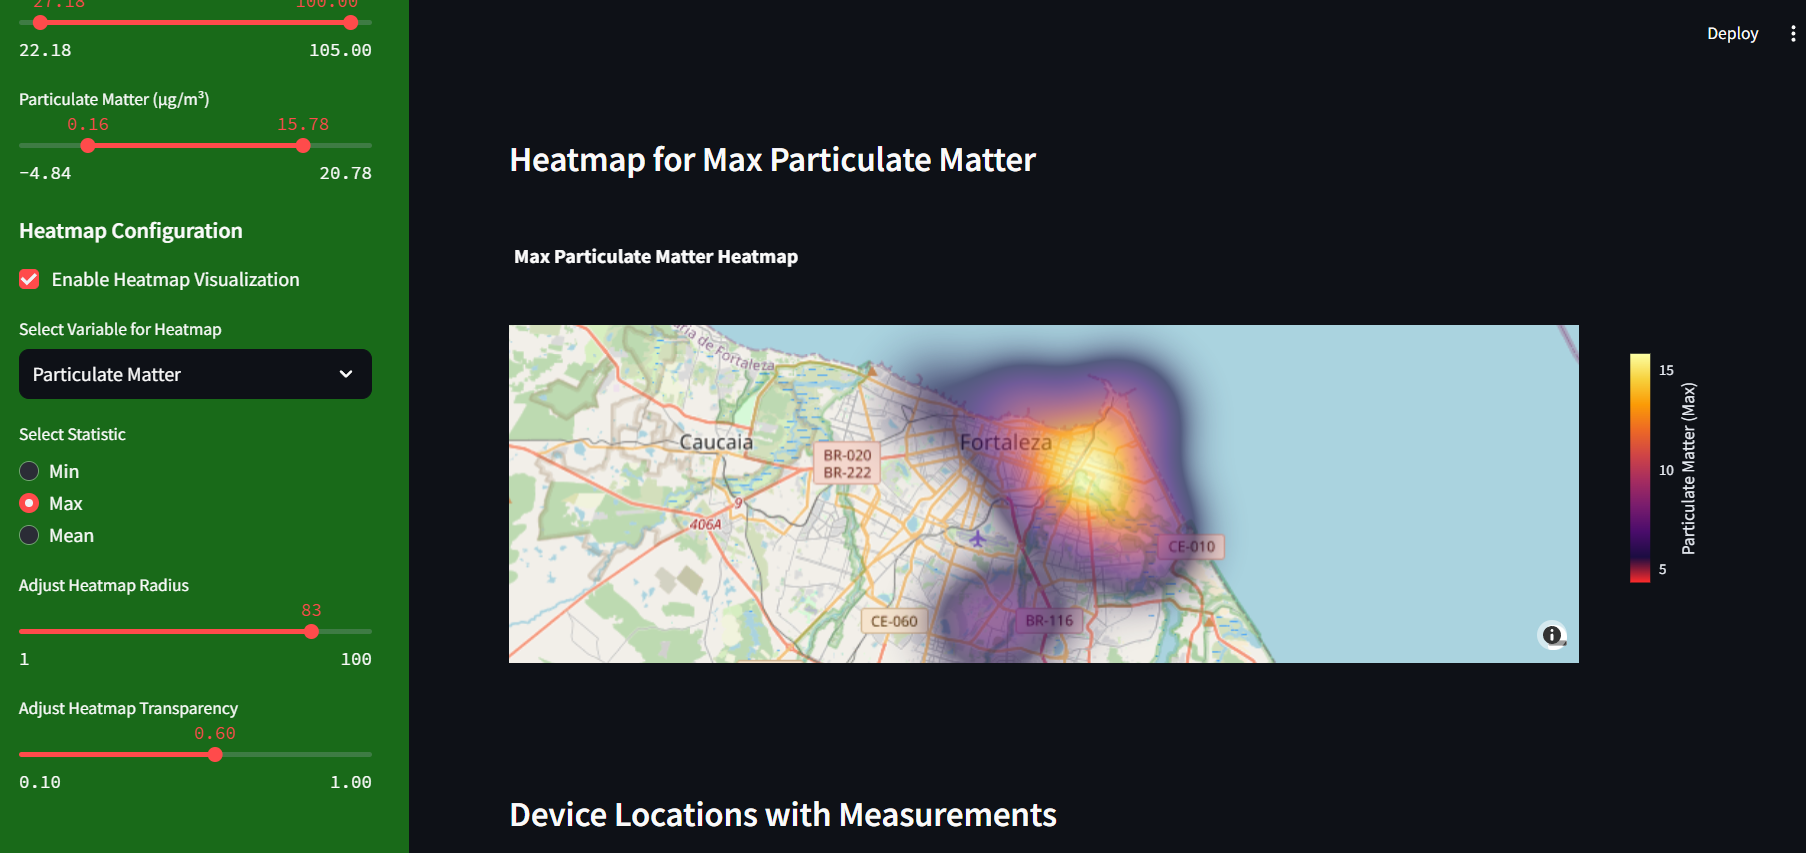 27.18 100.00
22.18 105.00
Particulate Matter (µg/m³)
0.16 15.78
−4.84 20.78
Heatmap Configuration
Enable Heatmap Visualization
Select Variable for Heatmap
Particulate Matter
Select Statistic
Min
Max
Mean
Adjust Heatmap Radius
83
1 100
Adjust Heatmap Transparency
0.60
0.10 1.00
Deploy
Heatmap for Max Particulate Matter
Max Particulate Matter Heatmap
de Fortaleza
Caucaia
Fortaleza
BR-020
BR-222
9
406A
CE-010
CE-060
BR-116
15
10
5
Particulate Matter (Max)
Device Locations with Measurements